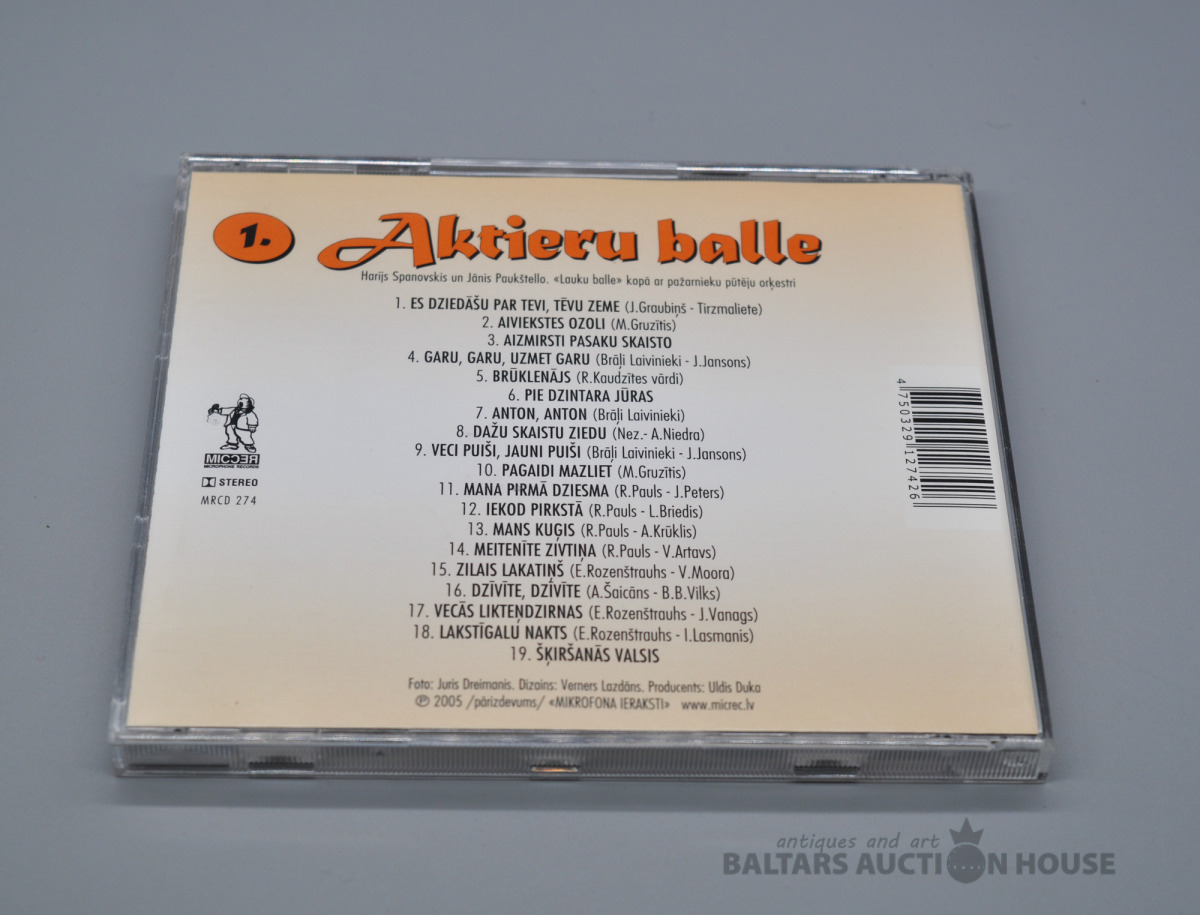 1.
Aktieru balle
Harijs Spanovskis un Jānis Paukštello. «Lauku balle» kopā ar pažarnieku pūtēju orķestri
1. ES DZIEDĀŠU PAR TEVI, TĒVU ZEME (J.Graubiņš - Tirzmaliete)
2. AIVIEKSTES OZOLI (M.Gruzītis)
3. AIZMIRSTI PASAKU SKAISTO
4. GARU, GARU, UZMET GARU (Brāļi Laivinieki - J.Jansons)
5. BRŪKLENĀJS (R.Kaudzītes vārdi)
6. PIE DZINTARA JŪRAS
7. ANTON, ANTON (Brāļi Laivinieki)
8. DAŽU SKAISTU ZIEDU (Nez.- A.Niedra)
9. VECI PUIŠI, JAUNI PUIŠI (Brāļi Laivinieki - J.Jansons)
10. PAGAIDI MAZLIET (M.Gruzītis)
11. MANA PIRMĀ DZIESMA (R.Pauls - J.Peters)
12. IEKOD PIRKSTĀ (R.Pauls - L.Briedis)
13. MANS KUĢIS (R.Pauls - A.Krūklis)
14. MEITENĪTE ZIVTIŅA (R.Pauls - V.Artavs)
15. ZILAIS LAKATIŅŠ (E.Rozenštrauhs - V.Moora)
16. DZĪVĪTE, DZĪVĪTE (A.Šaicāns - B.B.Vilks)
17. VECĀS LIKTEŅDZIRNAS (E.Rozenštrauhs - J.Vanags)
18. LAKSTĪGALU NAKTS (E.Rozenštrauhs - I.Lasmanis)
19. ŠĶIRŠANĀS VALSIS
Foto: Juris Dreimanis. Dizains: Verners Lazdāns. Producents: Uldis Duka
℗ 2005 /pārizdevums/ «MIKROFONA IERAKSTI» www.micrec.lv
MICREC
MICROPHONE RECORDS
STEREO
MRCD 274
4 750329 127426
antiques and art
BALTARS AUCTION HOUSE